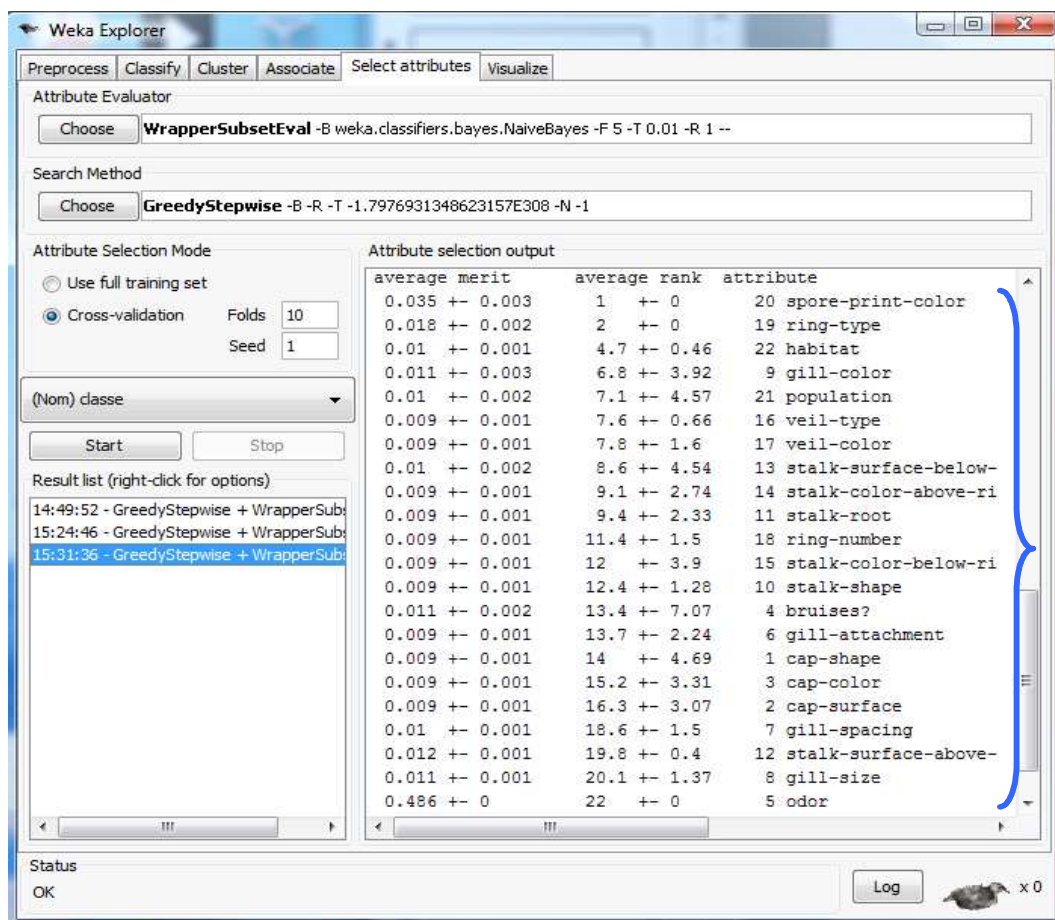 Weka Explorer
Preprocess Classify Cluster Associate Select attributes Visualize
Attribute Evaluator
Choose WrapperSubsetEval -B weka.classifiers.bayes.NaiveBayes -F 5 -T 0.01 -R 1 --
Search Method
Choose GreedyStepwise -B -R -T -1.7976931348623157E308 -N -1
Attribute Selection Mode
Use full training set
Cross-validation Folds 10
Seed 1
(Nom) classe
Start Stop
Result list (right-click for options)
14:49:52 - GreedyStepwise + WrapperSubs
15:24:46 - GreedyStepwise + WrapperSubs
15:31:36 - GreedyStepwise + WrapperSubs
Attribute selection output
average merit average rank attribute
0.035 +- 0.003 1 +- 0 20 spore-print-color
0.018 +- 0.002 2 +- 0 19 ring-type
0.01 +- 0.001 4.7 +- 0.46 22 habitat
0.011 +- 0.003 6.8 +- 3.92 9 gill-color
0.01 +- 0.002 7.1 +- 4.57 21 population
0.009 +- 0.001 7.6 +- 0.66 16 veil-type
0.009 +- 0.001 7.8 +- 1.6 17 veil-color
0.01 +- 0.002 8.6 +- 4.54 13 stalk-surface-below-
0.009 +- 0.001 9.1 +- 2.74 14 stalk-color-above-ri
0.009 +- 0.001 9.4 +- 2.33 11 stalk-root
0.009 +- 0.001 11.4 +- 1.5 18 ring-number
0.009 +- 0.001 12 +- 3.9 15 stalk-color-below-ri
0.009 +- 0.001 12.4 +- 1.28 10 stalk-shape
0.011 +- 0.002 13.4 +- 7.07 4 bruises?
0.009 +- 0.001 13.7 +- 2.24 6 gill-attachment
0.009 +- 0.001 14 +- 4.69 1 cap-shape
0.009 +- 0.001 15.2 +- 3.31 3 cap-color
0.009 +- 0.001 16.3 +- 3.07 2 cap-surface
0.01 +- 0.001 18.6 +- 1.5 7 gill-spacing
0.012 +- 0.001 19.8 +- 0.4 12 stalk-surface-above-
0.011 +- 0.001 20.1 +- 1.37 8 gill-size
0.486 +- 0 22 +- 0 5 odor
Status
OK
Log
x 0